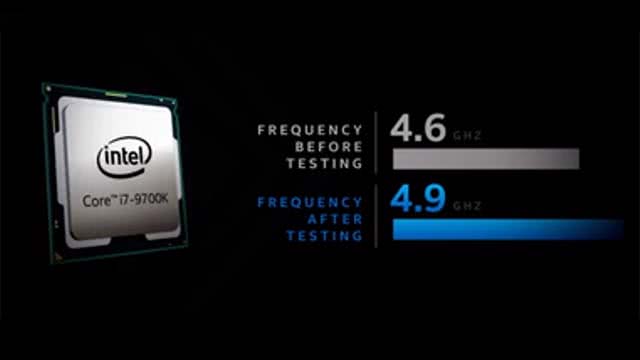 intel
Core™ i7-9700K
FREQUENCY
BEFORE
TESTING
4.6 GHZ
FREQUENCY
AFTER
TESTING
4.9 GHZ